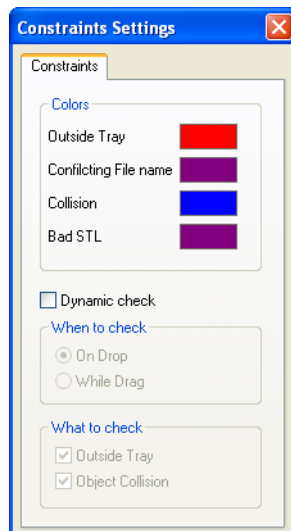 Constraints Settings
Constraints
Colors
Outside Tray
Confilcting File name
Collision
Bad STL
Dynamic check
When to check
On Drop
While Drag
What to check
Outside Tray
Object Collision